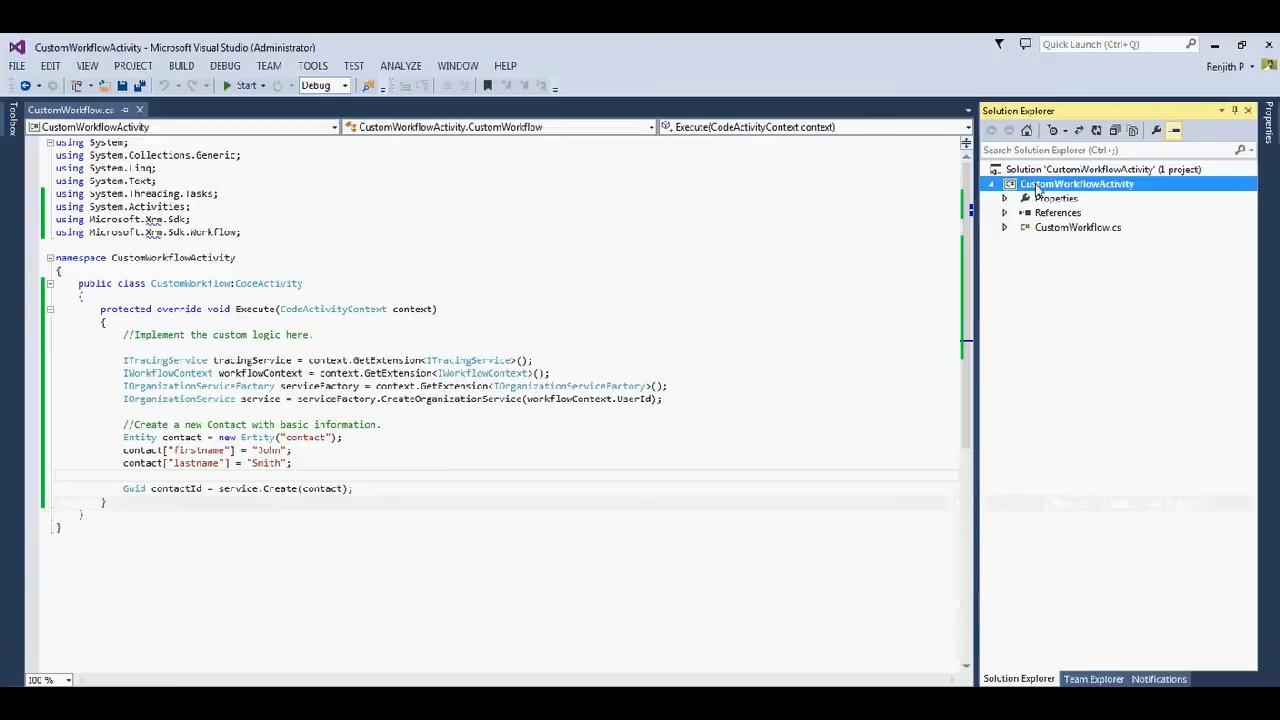 CustomWorkflowActivity - Microsoft Visual Studio (Administrator)
Quick Launch (Ctrl+Q)
FILE EDIT VIEW PROJECT BUILD DEBUG TEAM TOOLS TEST ANALYZE WINDOW HELP
Renjith P
Start
Debug
Toolbox
CustomWorkflow.cs
CustomWorkflowActivity
CustomWorkflowActivity.CustomWorkflow
Execute(CodeActivityContext context)
using System;
using System.Collections.Generic;
using System.Linq;
using System.Text;
using System.Threading.Tasks;
using System.Activities;
using Microsoft.Xrm.Sdk;
using Microsoft.Xrm.Sdk.Workflow;
namespace CustomWorkflowActivity
{
public class CustomWorkflow:CodeActivity
{
protected override void Execute(CodeActivityContext context)
{
//Implement the custom logic here.
ITracingService tracingService = context.GetExtension<ITracingService>();
IWorkflowContext workflowContext = context.GetExtension<IWorkflowContext>();
IOrganizationServiceFactory serviceFactory = context.GetExtension<IOrganizationServiceFactory>();
IOrganizationService service = serviceFactory.CreateOrganizationService(workflowContext.UserId);
//Create a new Contact with basic information.
Entity contact = new Entity("contact");
contact["firstname"] = "John";
contact["lastname"] = "Smith";
Guid contactId = service.Create(contact);
}
}
}
100 %
Solution Explorer
Search Solution Explorer (Ctrl+;)
Solution 'CustomWorkflowActivity' (1 project)
CustomWorkflowActivity
Properties
References
CustomWorkflow.cs
Solution Explorer Team Explorer Notifications
Properties